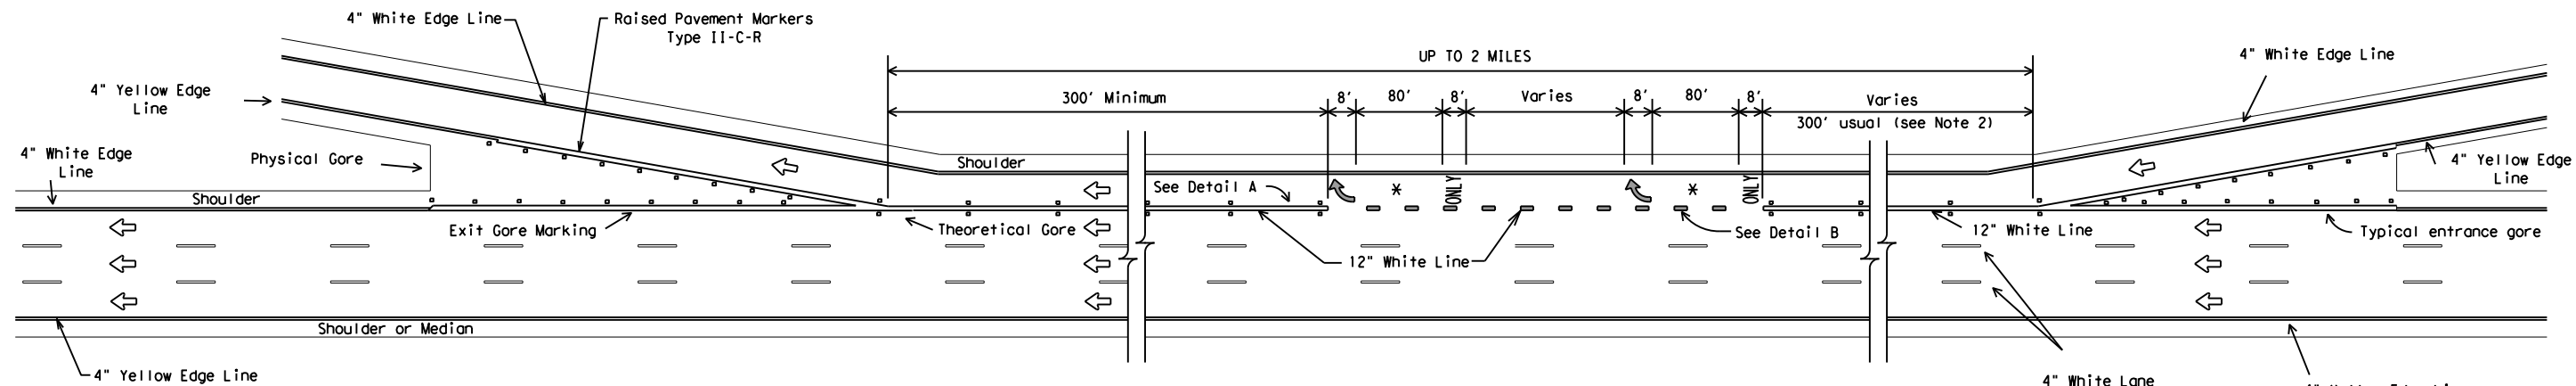 4" White Edge Line
Raised Pavement Markers
Type II-C-R
UP TO 2 MILES
4" White Edge Line
4" Yellow Edge
Line
300' Minimum
8'
80'
8'
Varies
8'
80'
8'
Varies
300' usual (see Note 2)
4" White Edge
Line
Physical Gore
Shoulder
4" Yellow Edge
Line
See Detail A
*
ONLY
*
ONLY
Shoulder
Exit Gore Marking
Theoretical Gore
See Detail B
12" White Line
Typical entrance gore
12" White Line
Shoulder or Median
4" Yellow Edge Line
4" White Lane